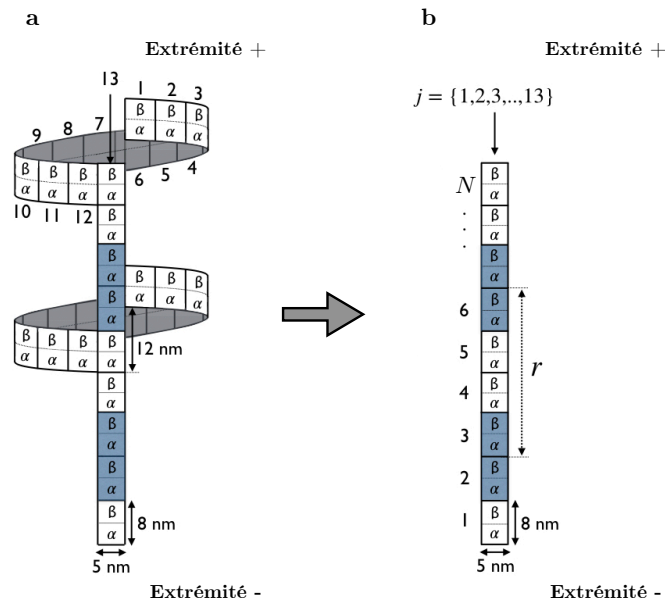 a
Extrémité +
13
1 2 3
β β β
α α α
9 8 7
β β β β
α α α α
6 5 4
10 11 12
β
α
β
α
β β β
β
α
β β β β
α α α α
12 nm
β
α
β
α
β
α
β
α
8 nm
5 nm
Extrémité -
b
Extrémité +
j = {1,2,3,..,13}
N
β
α
.
.
.
β
α
β
α
6
β
α
5
β
α
r
4
β
α
3
β
α
2
β
α
1
β
α
8 nm
5 nm
Extrémité -